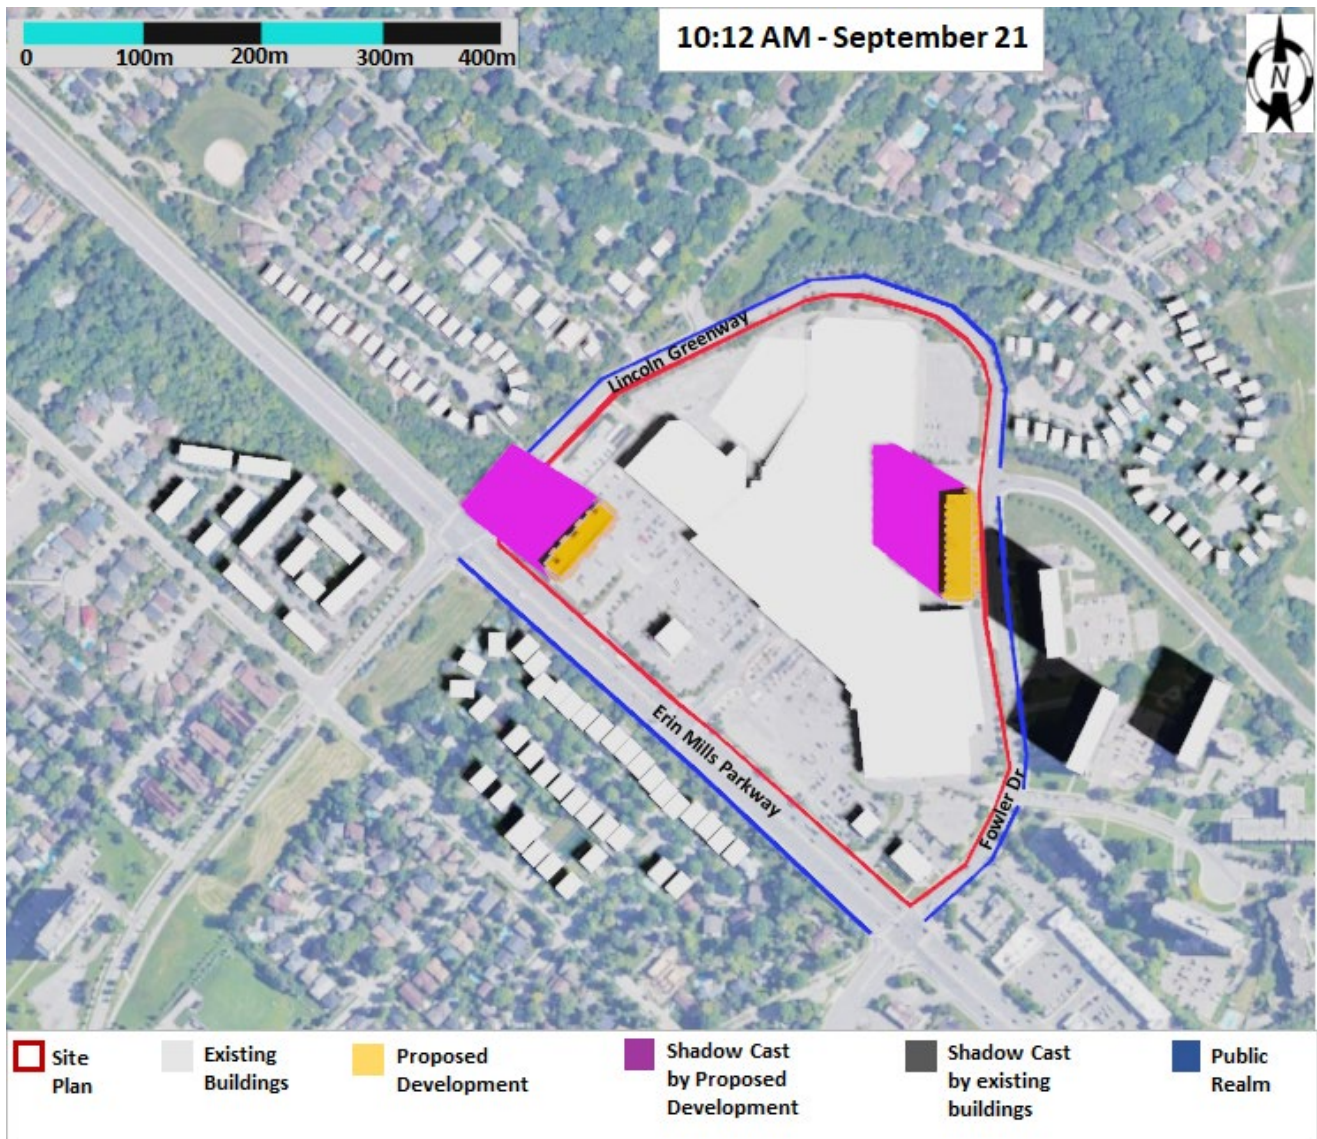 0 100m 200m 300m 400m
10:12 AM - September 21
N
Lincoln Greenway
Erin Mills Parkway
Fowler Dr
Site
Plan
Existing
Buildings
Proposed
Development
Shadow Cast
by Proposed
Development
Shadow Cast
by existing
buildings
Public
Realm